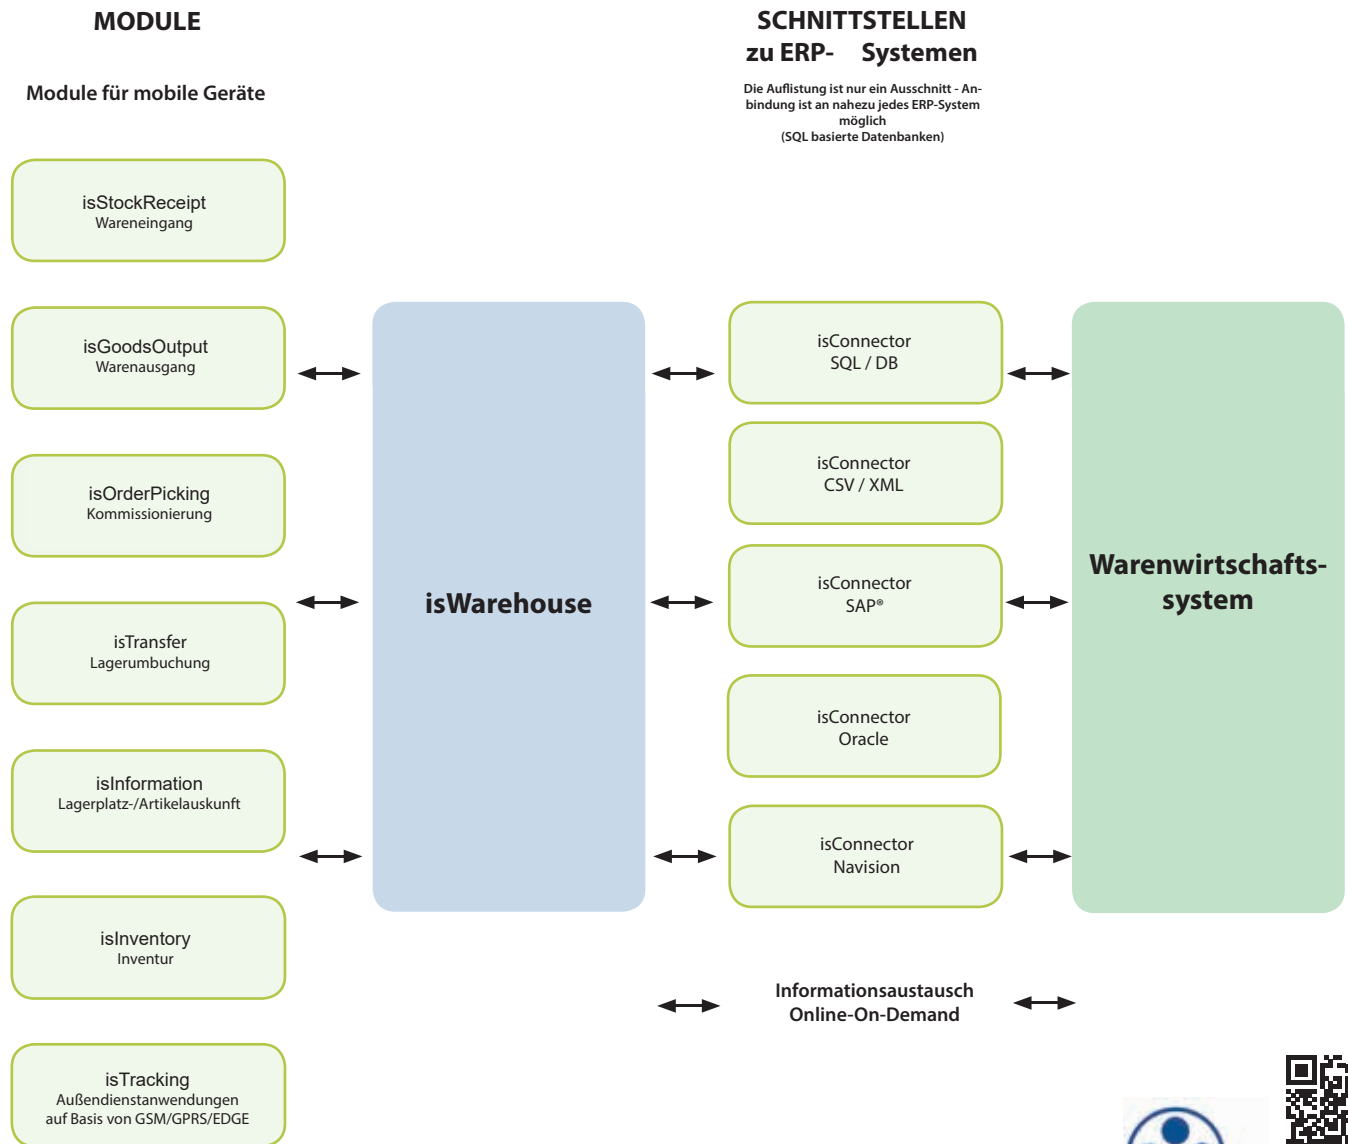 MODULE
Module für mobile Geräte
isStockReceipt
Wareneingang
isGoodsOutput
Warenausgang
isOrderPicking
Kommissionierung
isTransfer
Lagerumbuchung
isInformation
Lagerplatz-/Artikelauskunft
isInventory
Inventur
isTracking
Außendienstanwendungen
auf Basis von GSM/GPRS/EDGE
isWarehouse
SCHNITTSTELLEN
zu ERP- Systemen
Die Auflistung ist nur ein Ausschnitt - An-
bindung ist an nahezu jedes ERP-System
möglich
(SQL basierte Datenbanken)
isConnector
SQL / DB
isConnector
CSV / XML
isConnector
SAP®
isConnector
Oracle
isConnector
Navision
Informationsaustausch
Online-On-Demand
Warenwirtschafts-
system